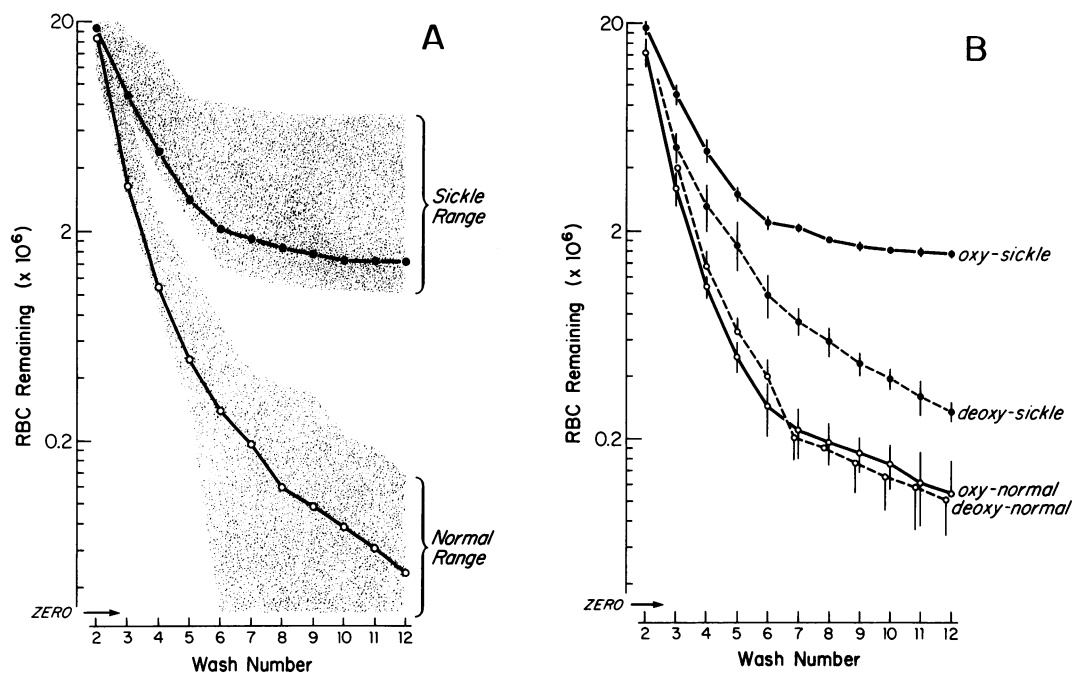 A
20
2
0.2
RBC Remaining (x 10⁶)
Sickle
Range
Normal
Range
ZERO
2 3 4 5 6 7 8 9 10 11 12
Wash Number
B
20
2
0.2
RBC Remaining (x 10⁶)
oxy-sickle
deoxy-sickle
oxy-normal
deoxy-normal
ZERO
2 3 4 5 6 7 8 9 10 11 12
Wash Number